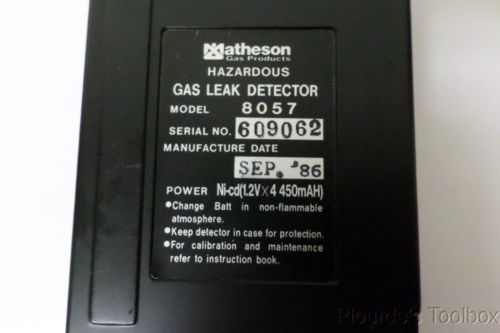 Matheson
Gas Products
HAZARDOUS
GAS LEAK DETECTOR
MODEL 8057
SERIAL NO. 609062
MANUFACTURE DATE
SEP. '86
POWER Ni-cd(1.2V×4 450mAH)
●Change Batt in non-flammable
atmosphere.
●Keep detector in case for protection.
●For calibration and maintenance
refer to instruction book.
Plourde's Toolbox